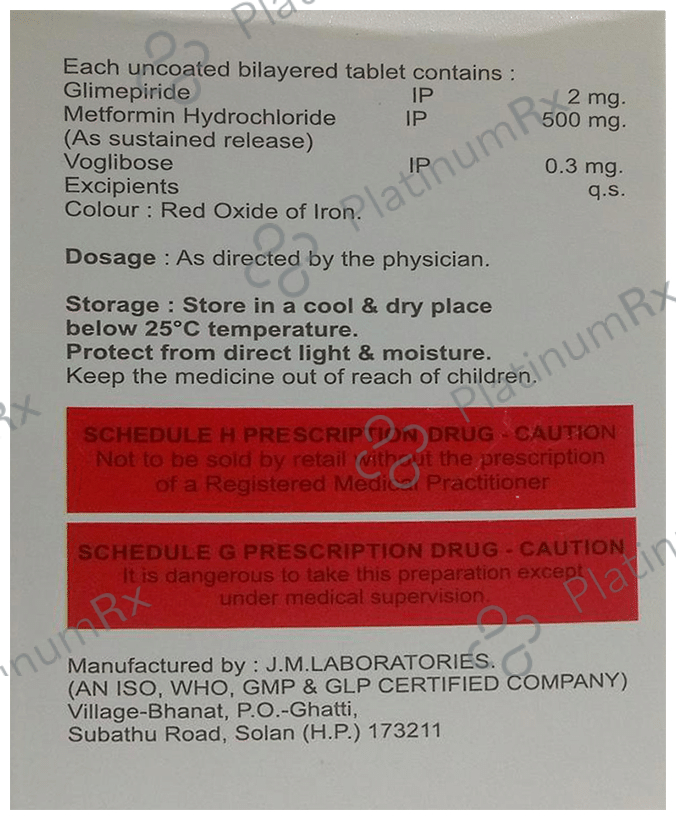 Each uncoated bilayered tablet contains :
Glimepiride IP 2 mg.
Metformin Hydrochloride IP 500 mg.
(As sustained release)
Voglibose IP 0.3 mg.
Excipients q.s.
Colour : Red Oxide of Iron.
Dosage : As directed by the physician.
Storage : Store in a cool & dry place
below 25°C temperature.
Protect from direct light & moisture.
Keep the medicine out of reach of children.
SCHEDULE H PRESCRIPTION DRUG - CAUTION
Not to be sold by retail without the prescription
of a Registered Medical Practitioner
SCHEDULE G PRESCRIPTION DRUG - CAUTION
It is dangerous to take this preparation except
under medical supervision.
Manufactured by : J.M.LABORATORIES.
(AN ISO, WHO, GMP & GLP CERTIFIED COMPANY)
Village-Bhanat, P.O.-Ghatti,
Subathu Road, Solan (H.P.) 173211
PlatinumRx
PlatinumRx
PlatinumRx